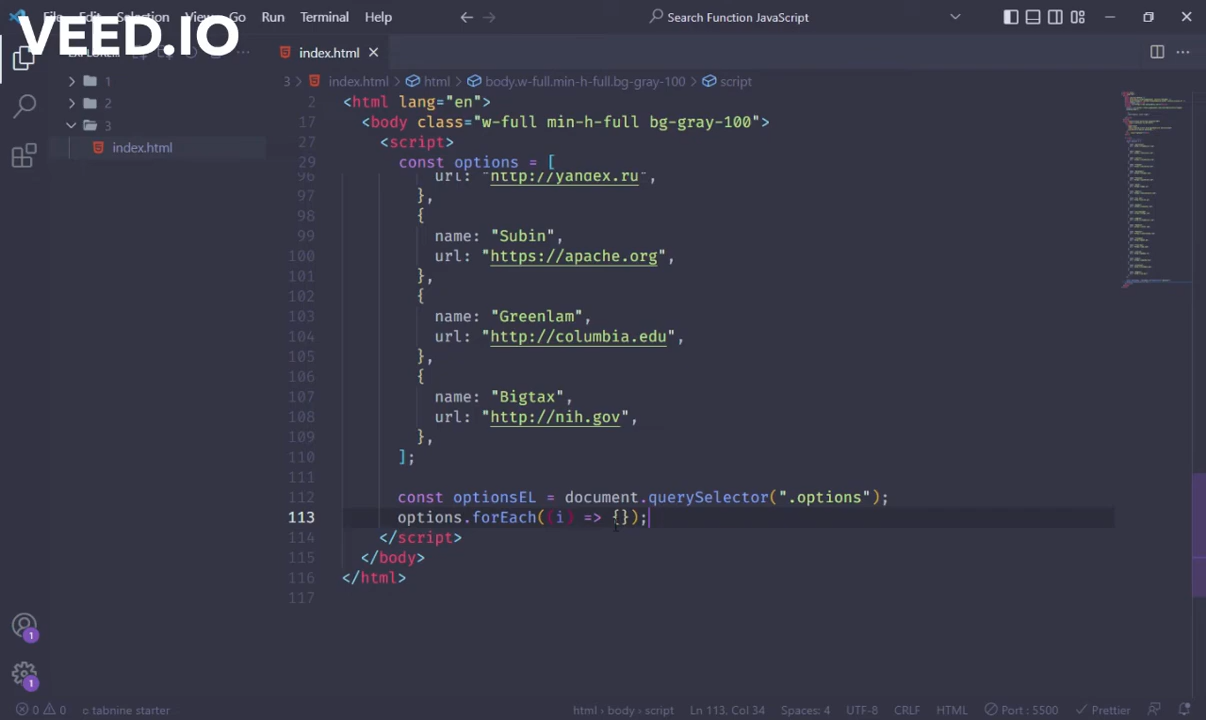 File Edit Selection View Go Run Terminal Help
Search Function JavaScript
VEED.IO
index.html
1
2
3
index.html
3 > index.html > html > body.w-full.min-h-full.bg-gray-100 > script
2 <html lang="en">
17 <body class="w-full min-h-full bg-gray-100">
27 <script>
29 const options = [
96 url: "http://yandex.ru",
97 },
98 {
99 name: "Subin",
100 url: "https://apache.org",
101 },
102 {
103 name: "Greenlam",
104 url: "http://columbia.edu",
105 },
106 {
107 name: "Bigtax",
108 url: "http://nih.gov",
109 },
110 ];
111
112 const optionsEL = document.querySelector(".options");
113 options.forEach((i) => {});
114 </script>
115 </body>
116 </html>
117
1
1
0 0 tabnine starter
html › body › script Ln 113, Col 34 Spaces: 4 UTF-8 CRLF HTML Port : 5500 Prettier